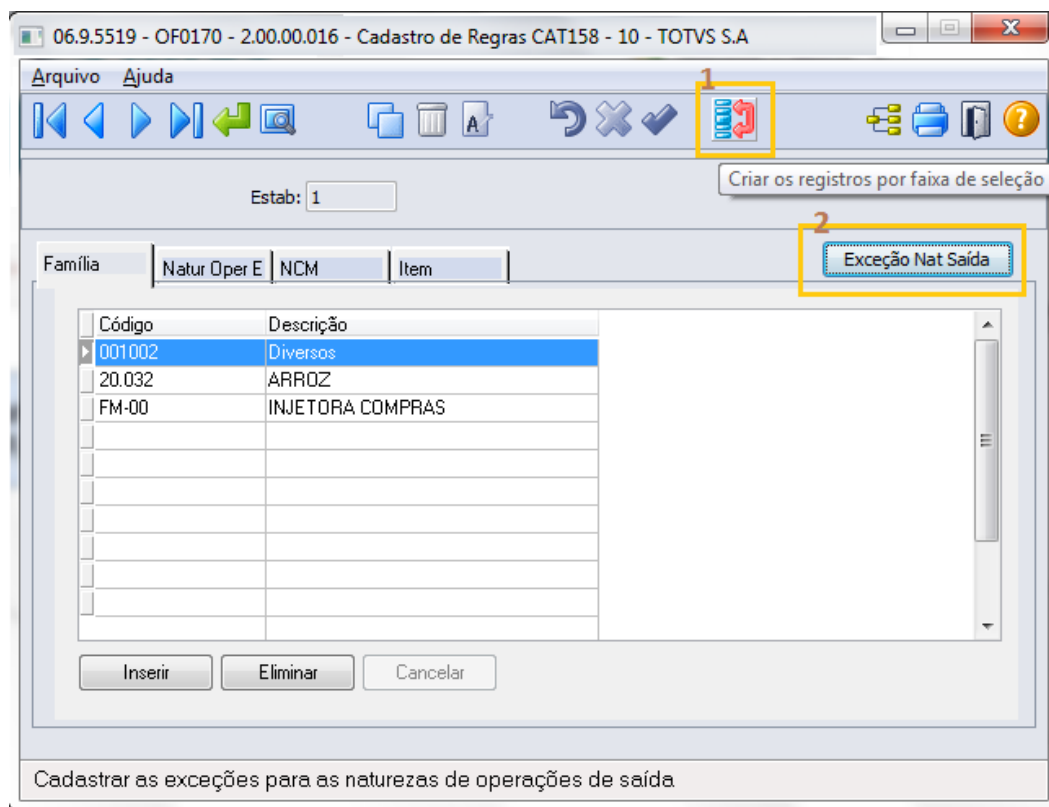 06.9.5519 - OF0170 - 2.00.00.016 - Cadastro de Regras CAT158 - 10 - TOTVS S.A
Arquivo Ajuda
1
Criar os registros por faixa de seleção
Estab: 1
2
Exceção Nat Saída
Família Natur Oper E NCM Item
Código Descrição
001002 Diversos
20.032 ARROZ
FM-00 INJETORA COMPRAS
Inserir Eliminar Cancelar
Cadastrar as exceções para as naturezas de operações de saída